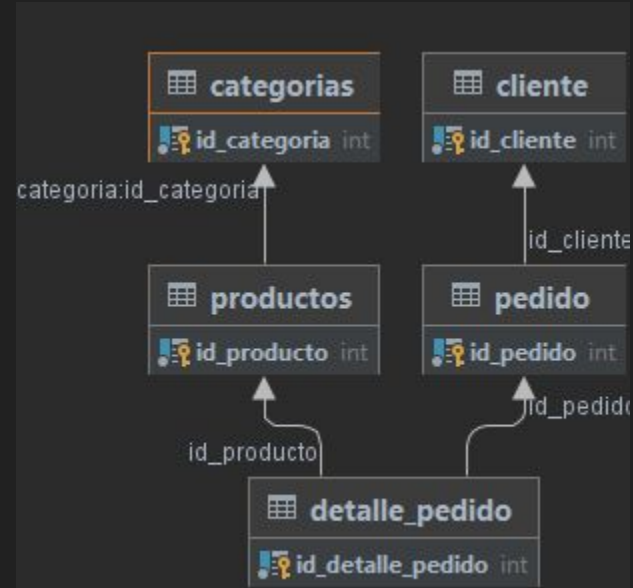 categorias
id_categoria int
cliente
id_cliente int
categoria:id_categoria
id_cliente
productos
id_producto int
pedido
id_pedido int
id_producto
id_pedido
detalle_pedido
id_detalle_pedido int